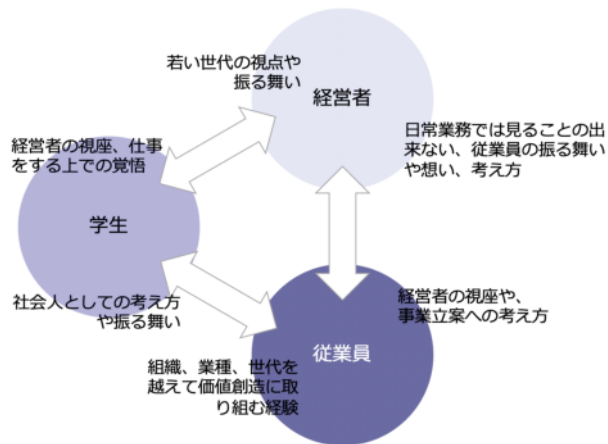 若い世代の視点や
振る舞い
経営者
経営者の視座、仕事
をする上での覚悟
日常業務では見ることの出
来ない、従業員の振る舞い
や想い、考え方
学生
社会人としての考え方
や振る舞い
経営者の視座や、
事業立案への考え方
従業員
組織、業種、世代を
越えて価値創造に取
り組む経験